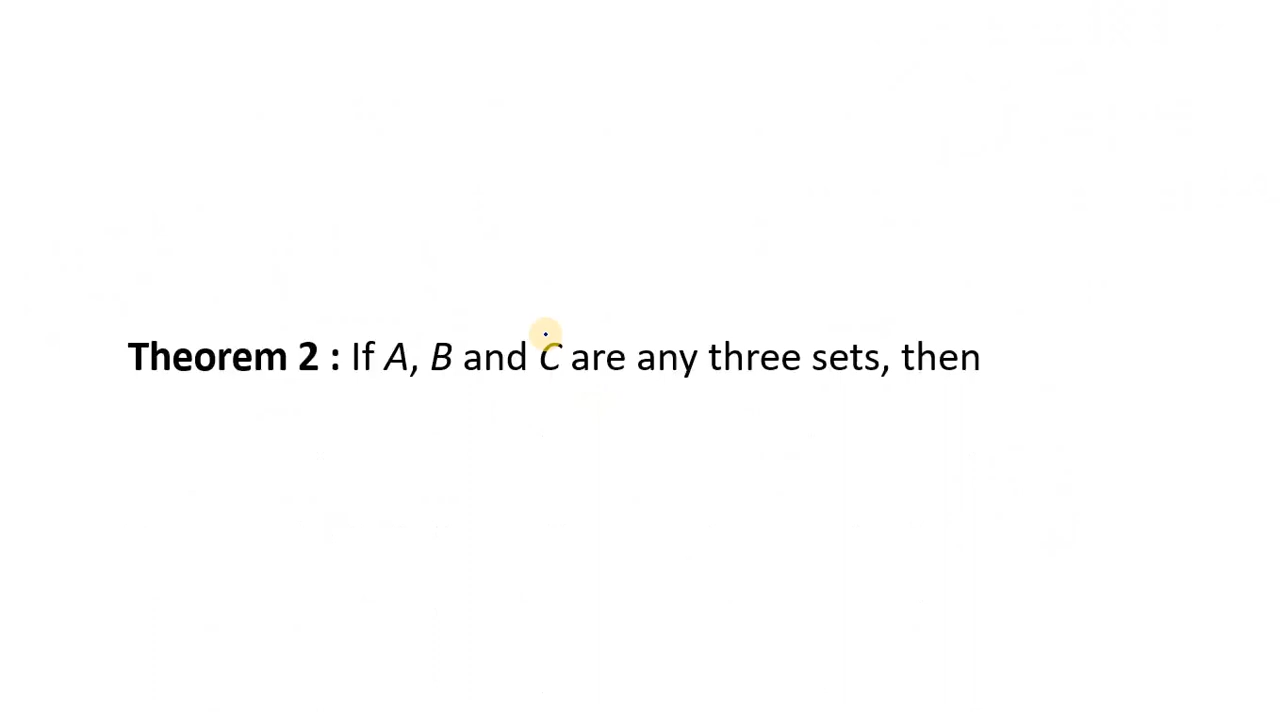 Theorem 2 : If A, B and C are any three sets, then